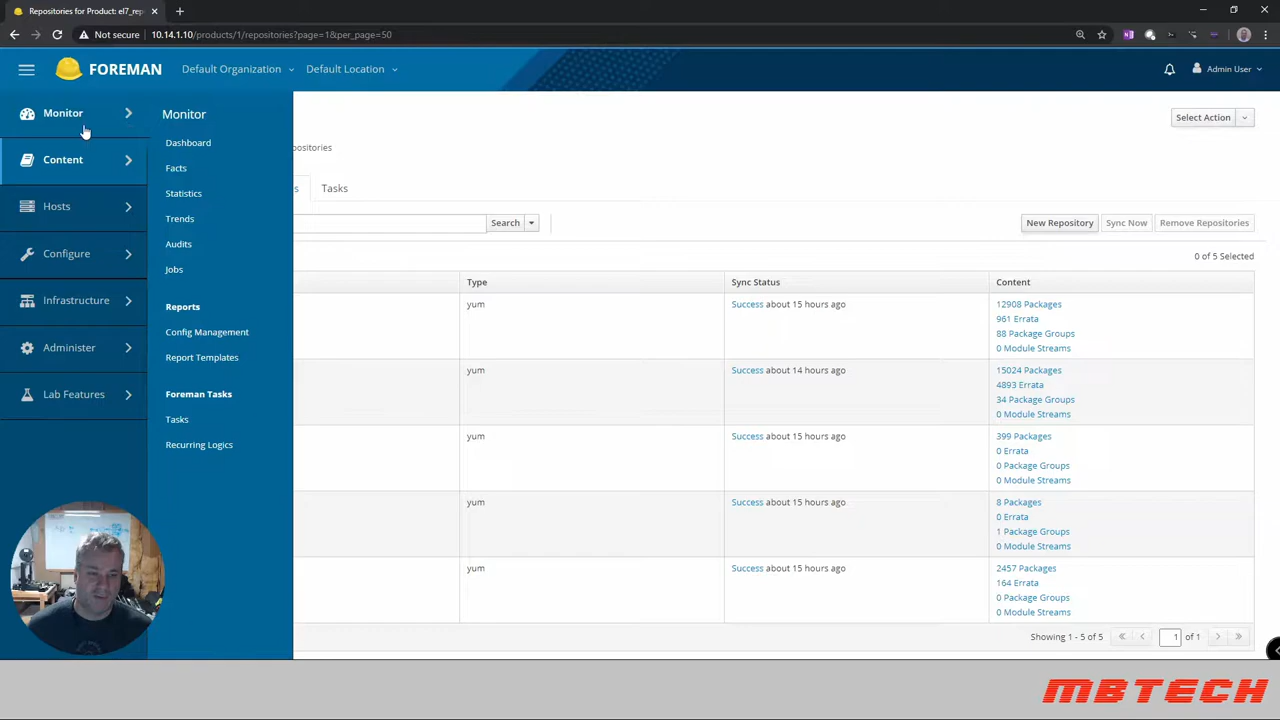 Repositories for Product: el7_rep
Not secure
10.14.1.10/products/1/repositories?page=1&per_page=50
FOREMAN
Default Organization
Default Location
Admin User
Monitor
Content
Hosts
Configure
Infrastructure
Administer
Lab Features
Monitor
Dashboard
Facts
Statistics
Trends
Audits
Jobs
Reports
Config Management
Report Templates
Foreman Tasks
Tasks
Recurring Logics
Select Action
ositories
s
Tasks
Search
New Repository
Sync Now
Remove Repositories
0 of 5 Selected
Type
Sync Status
Content
yum
Success about 15 hours ago
12908 Packages
961 Errata
88 Package Groups
0 Module Streams
yum
Success about 14 hours ago
15024 Packages
4893 Errata
34 Package Groups
0 Module Streams
yum
Success about 15 hours ago
399 Packages
0 Errata
0 Package Groups
0 Module Streams
yum
Success about 15 hours ago
8 Packages
0 Errata
1 Package Groups
0 Module Streams
yum
Success about 15 hours ago
2457 Packages
164 Errata
0 Package Groups
0 Module Streams
Showing 1 - 5 of 5
1 of 1
MBTECH